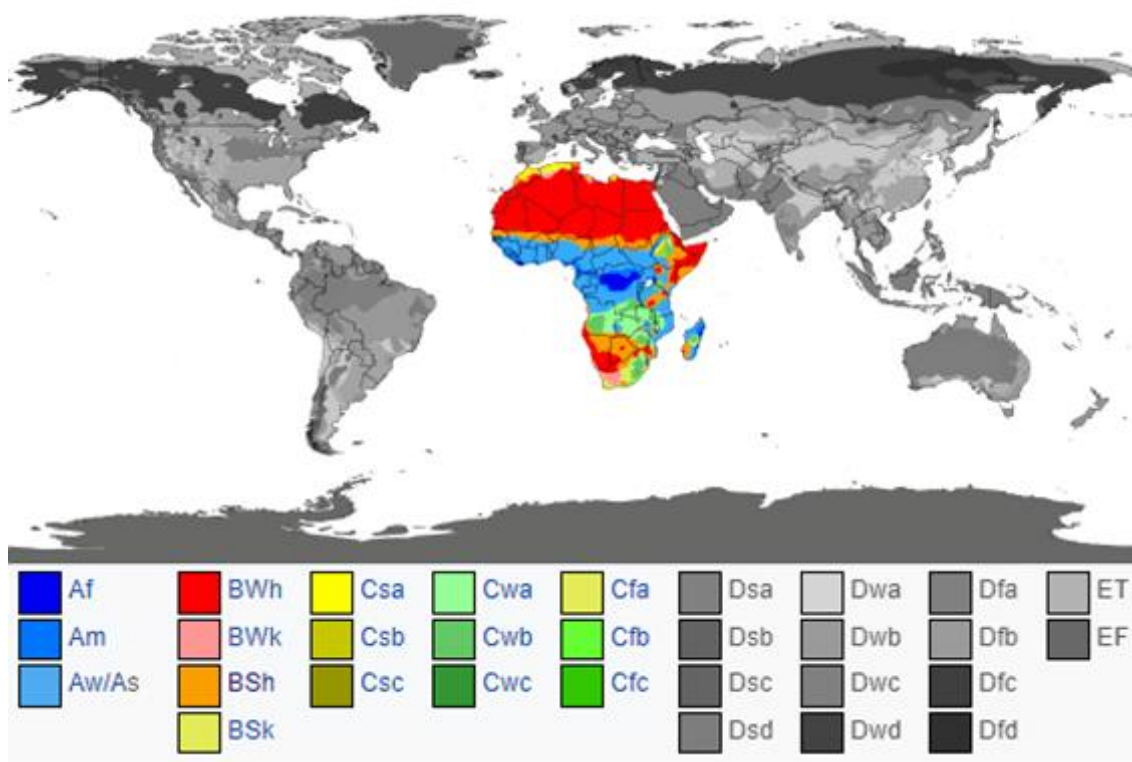 Af BWh Csa Cwa Cfa Dsa Dwa Dfa ET
Am BWk Csb Cwb Cfb Dsb Dwb Dfb EF
Aw/As BSh Csc Cwc Cfc Dsc Dwc Dfc
BSk Dsd Dwd Dfd